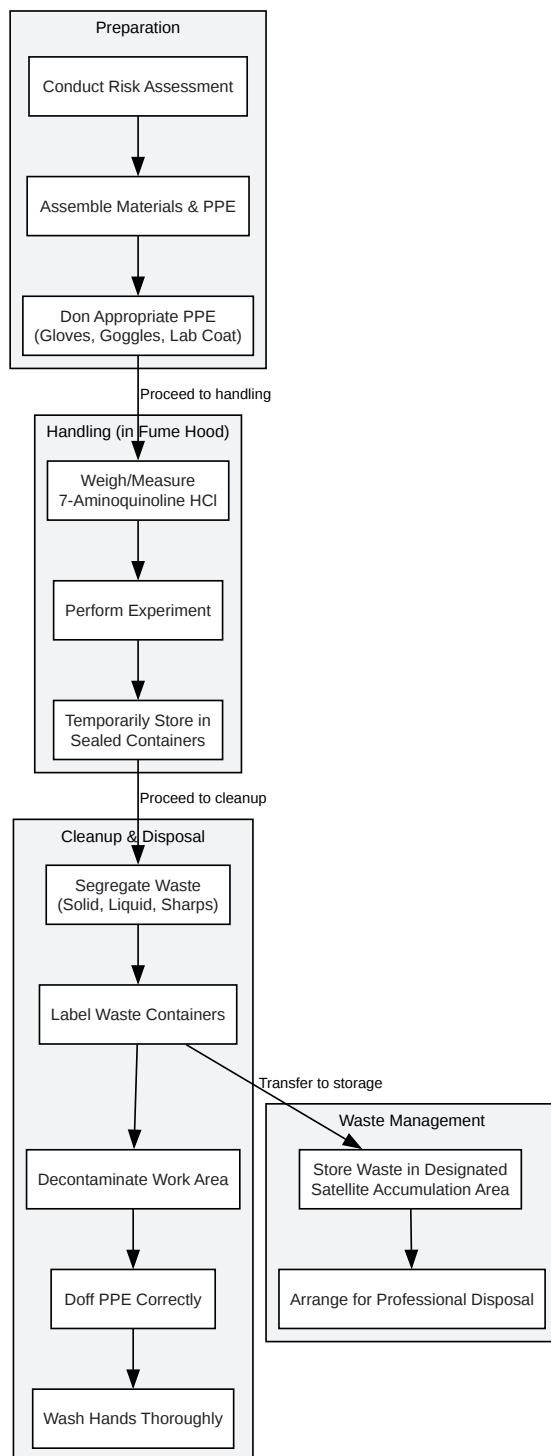 Preparation
Conduct Risk Assessment
Assemble Materials & PPE
Don Appropriate PPE
(Gloves, Goggles, Lab Coat)
Proceed to handling
Handling (in Fume Hood)
Weigh/Measure
7-Aminoquinoline HCl
Perform Experiment
Temporarily Store in
Sealed Containers
Proceed to cleanup
Cleanup & Disposal
Segregate Waste
(Solid, Liquid, Sharps)
Label Waste Containers
Transfer to storage
Waste Management
Store Waste in Designated
Satellite Accumulation Area
Arrange for Professional Disposal
Decontaminate Work Area
Doff PPE Correctly
Wash Hands Thoroughly